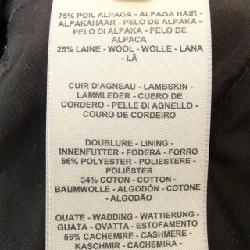 75% POIL ALPAGA - ALPACA HAIR -
ALPAKAHAAR - PELO DE ALPAKA -
PELO DI ALPAKA - PELO DE
ALPACA
25% LAINE - WOOL - WOLLE - LANA
- LÃ
CUIR D'AGNEAU - LAMBSKIN -
LAMMLEDER - CUERO DE
CORDERO - PELLE DI AGNELLO -
COURO DE CORDEIRO
DOUBLURE - LINING -
INNENFUTTER - FODERA - FORRO
66% POLYESTER - POLIESTERE -
POLIÉSTER
34% COTON - COTTON -
BAUMWOLLE - ALGODÓN - COTONE
- ALGODÃO
OUATE - WADDING - WATTIERUNG -
GUATA - OVATTA - ESTOFAMENTO
55% CACHEMIRE - CASHMERE -
KASCHMIR - CACHEMIRA -